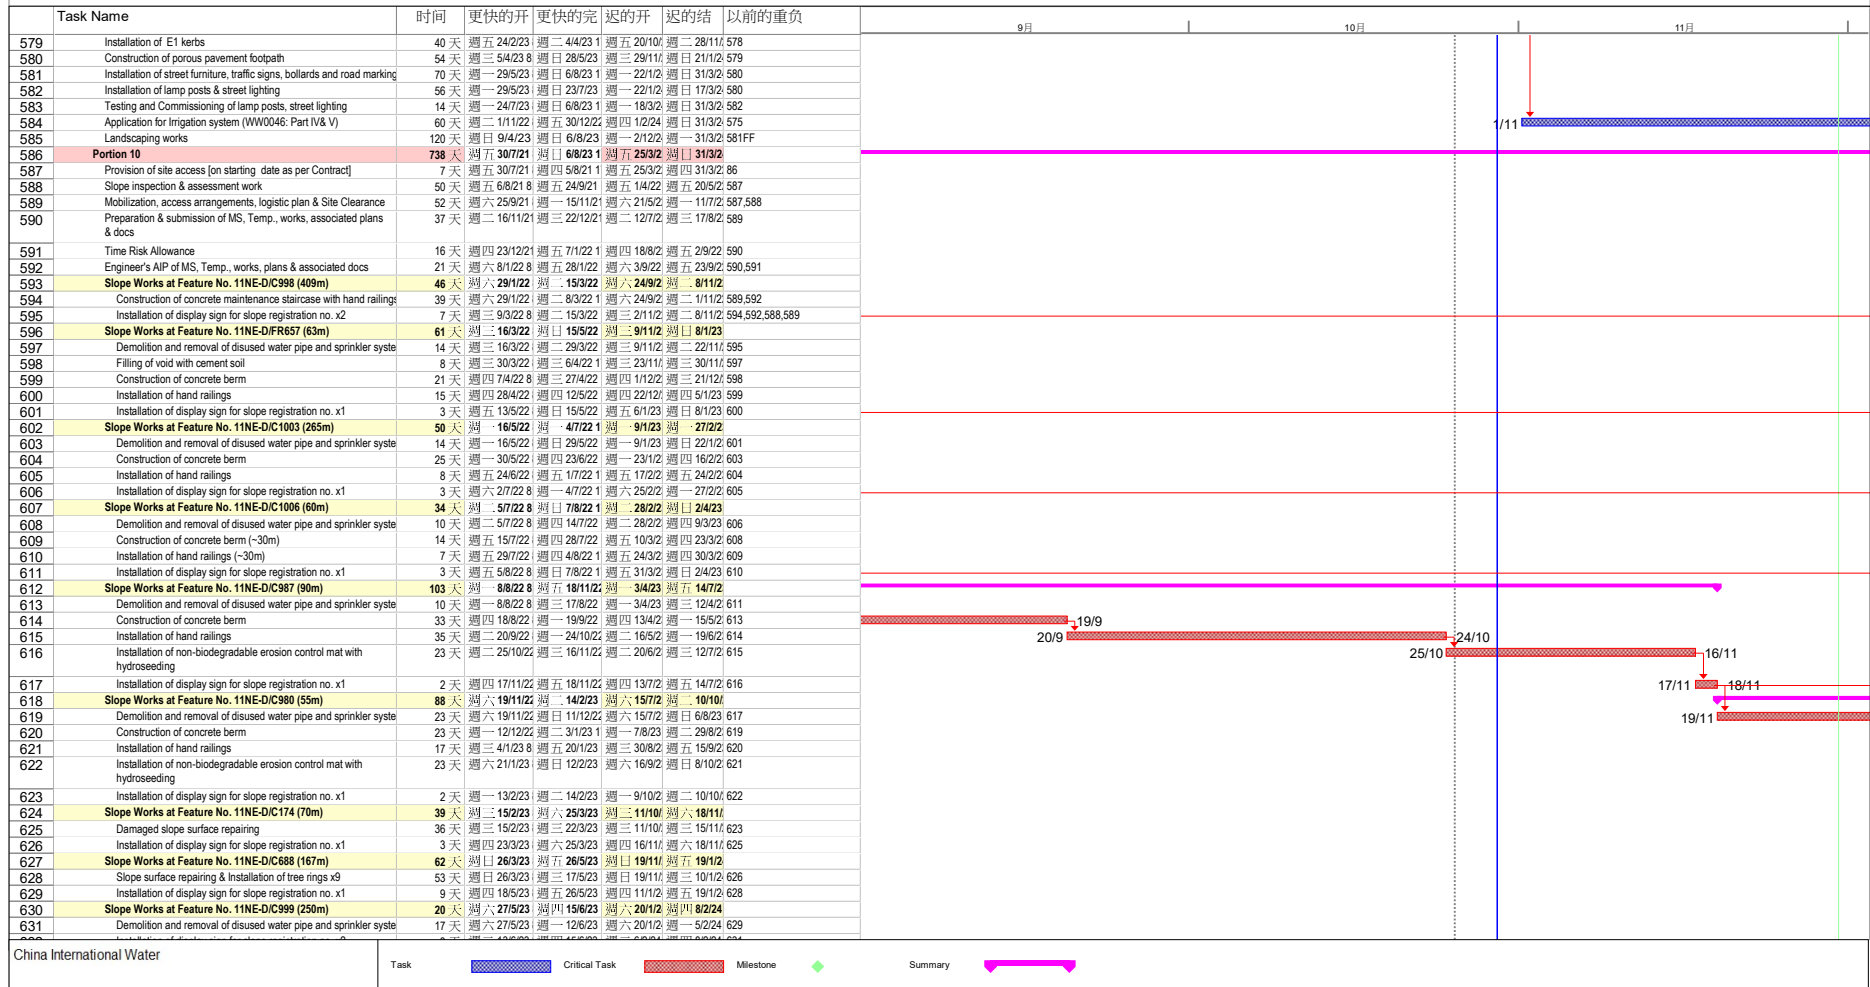 Task Name 时间 更快的开 更快的完 迟的开 迟的结 以前的重负
9月 10月 11月
579 Installation of E1 kerbs 40 天 週五 24/2/23 週二 4/4/23 1 週五 20/10/ 週二 28/11/ 578
580 Construction of porous pavement footpath 54 天 週三 5/4/23 8 週日 28/5/23 週三 29/11/ 週日 21/1/2 579
581 Installation of street furniture, traffic signs, bollards and road marking 70 天 週一 29/5/23 週日 6/8/23 1 週一 22/1/2 週日 31/3/2 580
582 Installation of lamp posts & street lighting 56 天 週一 29/5/23 週日 23/7/23 週一 22/1/2 週日 17/3/2 580
583 Testing and Commissioning of lamp posts, street lighting 14 天 週一 24/7/23 週日 6/8/23 1 週一 18/3/2 週日 31/3/2 582
584 Application for Irrigation system (WW0046: Part IV& V) 60 天 週二 1/11/22 週五 30/12/22 週四 1/2/24 週日 31/3/2 575 1/11
585 Landscaping works 120 天 週日 9/4/23 週日 6/8/23 週一 2/12/2 週一 31/3/2 581FF
586 Portion 10 738 天 週五 30/7/21 週日 6/8/23 1 週五 25/3/2 週日 31/3/2
587 Provision of site access [on starting date as per Contract] 7 天 週五 30/7/21 週四 5/8/21 1 週五 25/3/2 週四 31/3/2 86
588 Slope inspection & assessment work 50 天 週五 6/8/21 8 週五 24/9/21 週五 1/4/22 週五 20/5/2 587
589 Mobilization, access arrangements, logistic plan & Site Clearance 52 天 週六 25/9/21 週一 15/11/21 週六 21/5/2 週一 11/7/2 587,588
590 Preparation & submission of MS, Temp., works, associated plans 37 天 週二 16/11/21 週三 22/12/21 週二 12/7/2 週三 17/8/2 589
& docs
591 Time Risk Allowance 16 天 週四 23/12/21 週五 7/1/22 1 週四 18/8/2 週五 2/9/22 590
592 Engineer's AIP of MS, Temp., works, plans & associated docs 21 天 週六 8/1/22 8 週五 28/1/22 週六 3/9/22 週五 23/9/2 590,591
593 Slope Works at Feature No. 11NE-D/C998 (409m) 46 天 週六 29/1/22 週二 15/3/22 週六 24/9/2 週二 8/11/2
594 Construction of concrete maintenance staircase with hand railings 39 天 週六 29/1/22 週二 8/3/22 1 週六 24/9/2 週二 1/11/2 589,592
595 Installation of display sign for slope registration no. x2 7 天 週三 9/3/22 8 週二 15/3/22 週三 2/11/2 週二 8/11/2 594,592,588,589
596 Slope Works at Feature No. 11NE-D/FR657 (63m) 61 天 週三 16/3/22 週日 15/5/22 週三 9/11/2 週日 8/1/23
597 Demolition and removal of disused water pipe and sprinkler syste 14 天 週三 16/3/22 週二 29/3/22 週三 9/11/2 週二 22/11/ 595
598 Filling of void with cement soil 8 天 週三 30/3/22 週三 6/4/22 1 週三 23/11/ 週三 30/11/ 597
599 Construction of concrete berm 21 天 週四 7/4/22 8 週三 27/4/22 週四 1/12/2 週三 21/12/ 598
600 Installation of hand railings 15 天 週四 28/4/22 週四 12/5/22 週四 22/12/ 週四 5/1/23 599
601 Installation of display sign for slope registration no. x1 3 天 週五 13/5/22 週日 15/5/22 週五 6/1/23 週日 8/1/23 600
602 Slope Works at Feature No. 11NE-D/C1003 (265m) 50 天 週一 16/5/22 週一 4/7/22 1 週一 9/1/23 週一 27/2/2
603 Demolition and removal of disused water pipe and sprinkler syste 14 天 週一 16/5/22 週日 29/5/22 週一 9/1/23 週日 22/1/2 601
604 Construction of concrete berm 25 天 週一 30/5/22 週四 23/6/22 週一 23/1/2 週四 16/2/2 603
605 Installation of hand railings 8 天 週五 24/6/22 週五 1/7/22 1 週五 17/2/2 週五 24/2/2 604
606 Installation of display sign for slope registration no. x1 3 天 週六 2/7/22 8 週一 4/7/22 1 週六 25/2/2 週一 27/2/2 605
607 Slope Works at Feature No. 11NE-D/C1006 (60m) 34 天 週二 5/7/22 8 週日 7/8/22 1 週二 28/2/2 週日 2/4/23
608 Demolition and removal of disused water pipe and sprinkler syste 10 天 週二 5/7/22 8 週四 14/7/22 週二 28/2/2 週四 9/3/23 606
609 Construction of concrete berm (~30m) 14 天 週五 15/7/22 週四 28/7/22 週五 10/3/2 週四 23/3/2 608
610 Installation of hand railings (~30m) 7 天 週五 29/7/22 週四 4/8/22 1 週五 24/3/2 週四 30/3/2 609
611 Installation of display sign for slope registration no. x1 3 天 週五 5/8/22 8 週日 7/8/22 1 週五 31/3/2 週日 2/4/23 610
612 Slope Works at Feature No. 11NE-D/C987 (90m) 103 天 週一 8/8/22 8 週五 18/11/22 週一 3/4/23 週五 14/7/2
613 Demolition and removal of disused water pipe and sprinkler syste 10 天 週一 8/8/22 8 週三 17/8/22 週一 3/4/23 週三 12/4/2 611
614 Construction of concrete berm 33 天 週四 18/8/22 週一 19/9/22 週四 13/4/2 週一 15/5/2 613 19/9
615 Installation of hand railings 35 天 週二 20/9/22 週一 24/10/22 週二 16/5/2 週一 19/6/2 614 20/9 24/10
616 Installation of non-biodegradable erosion control mat with 23 天 週二 25/10/22 週三 16/11/22 週二 20/6/2 週三 12/7/2 615 25/10 16/11
hydroseeding
617 Installation of display sign for slope registration no. x1 2 天 週四 17/11/22 週五 18/11/22 週四 13/7/2 週五 14/7/2 616 17/11 18/11
618 Slope Works at Feature No. 11NE-D/C980 (55m) 88 天 週六 19/11/22 週二 14/2/23 週六 15/7/2 週二 10/10/
619 Demolition and removal of disused water pipe and sprinkler syste 23 天 週六 19/11/22 週日 11/12/22 週六 15/7/2 週日 6/8/23 617 19/11
620 Construction of concrete berm 23 天 週一 12/12/22 週二 3/1/23 1 週一 7/8/23 週二 29/8/2 619
621 Installation of hand railings 17 天 週三 4/1/23 8 週五 20/1/23 週三 30/8/2 週五 15/9/2 620
622 Installation of non-biodegradable erosion control mat with 23 天 週六 21/1/23 週日 12/2/23 週六 16/9/2 週日 8/10/2 621
hydroseeding
623 Installation of display sign for slope registration no. x1 2 天 週一 13/2/23 週二 14/2/23 週一 9/10/2 週二 10/10/ 622
624 Slope Works at Feature No. 11NE-D/C174 (70m) 39 天 週三 15/2/23 週六 25/3/23 週三 11/10/ 週六 18/11/
625 Damaged slope surface repairing 36 天 週三 15/2/23 週三 22/3/23 週三 11/10/ 週三 15/11/ 623
626 Installation of display sign for slope registration no. x1 3 天 週四 23/3/23 週六 25/3/23 週四 16/11/ 週六 18/11/ 625
627 Slope Works at Feature No. 11NE-D/C688 (167m) 62 天 週日 26/3/23 週五 26/5/23 週日 19/11/ 週五 19/1/2
628 Slope surface repairing & Installation of tree rings x9 53 天 週日 26/3/23 週三 17/5/23 週日 19/11/ 週三 10/1/2 626
629 Installation of display sign for slope registration no. x1 9 天 週四 18/5/23 週五 26/5/23 週四 11/1/2 週五 19/1/2 628
630 Slope Works at Feature No. 11NE-D/C999 (250m) 20 天 週六 27/5/23 週四 15/6/23 週六 20/1/2 週四 8/2/24
631 Demolition and removal of disused water pipe and sprinkler syste 17 天 週六 27/5/23 週一 12/6/23 週六 20/1/2 週一 5/2/24 629
China International Water
Task Critical Task Milestone Summary